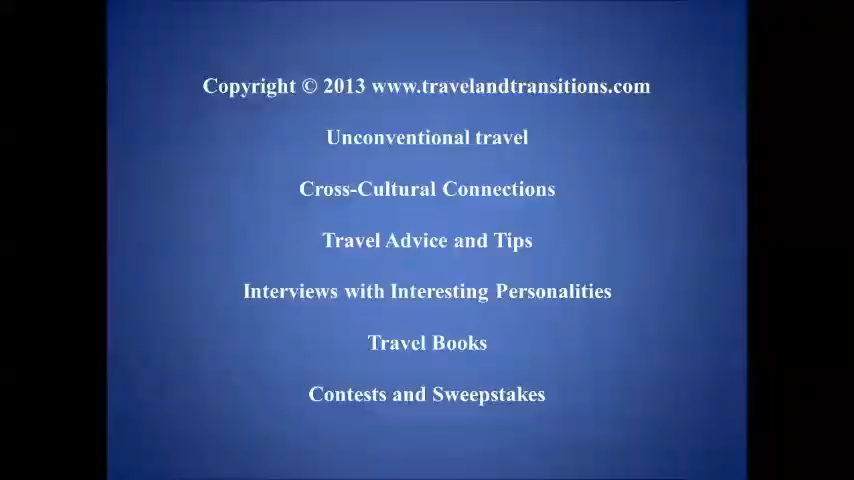 Copyright © 2013 www.travelandtransitions.com
Unconventional travel
Cross-Cultural Connections
Travel Advice and Tips
Interviews with Interesting Personalities
Travel Books
Contests and Sweepstakes